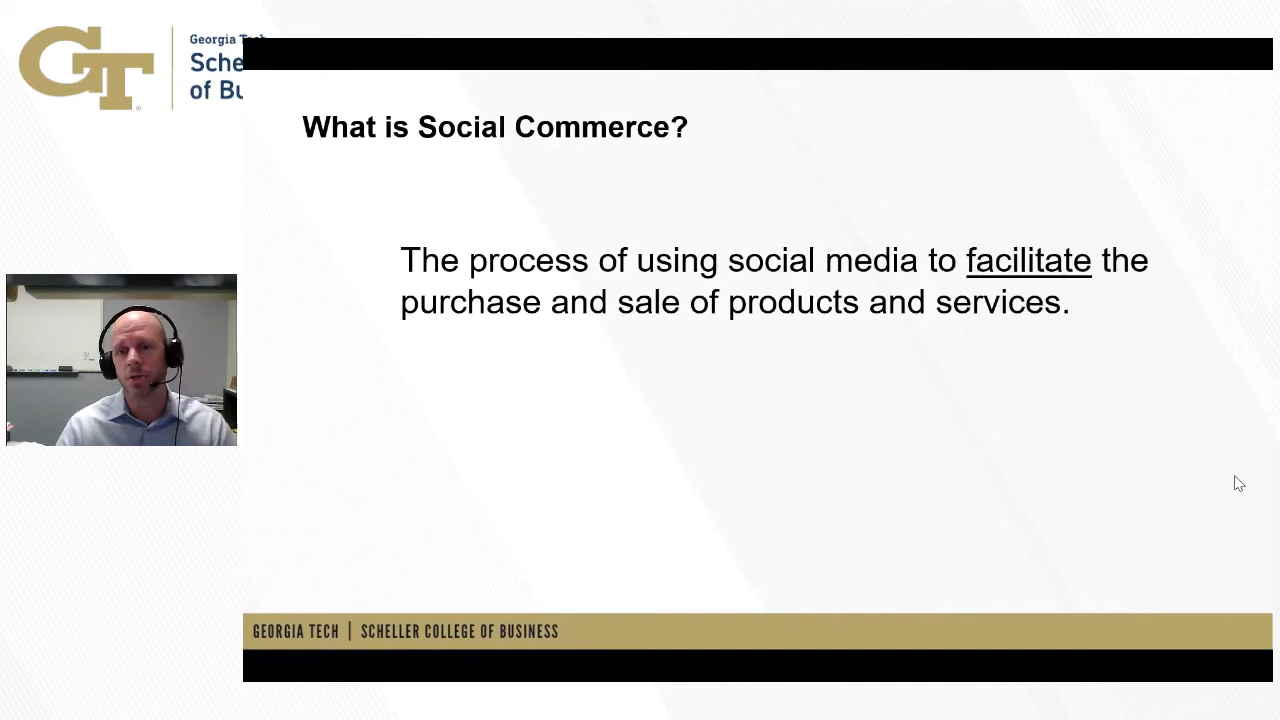 GT
Georgia T
Sche
of Bu
What is Social Commerce?
The process of using social media to facilitate the
purchase and sale of products and services.
GEORGIA TECH | SCHELLER COLLEGE OF BUSINESS